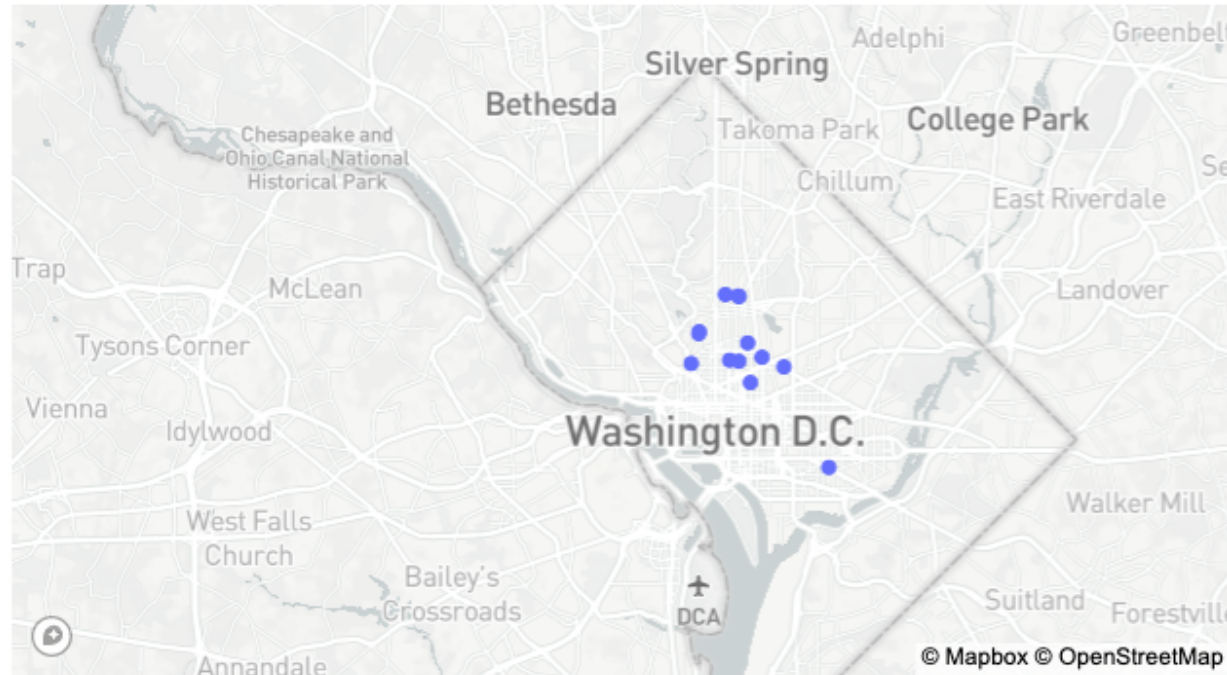 Adelphi
Greenbelt
Silver Spring
Bethesda
College Park
Takoma Park
Chesapeake and
Ohio Canal National
Historical Park
Chillum
Se
East Riverdale
Trap
McLean
Landover
Tysons Corner
Vienna
Idylwood
Washington D.C.
Walker Mill
West Falls
Church
Bailey's
Crossroads
DCA
Suitland
Forestville
Annandale
© Mapbox © OpenStreetMap